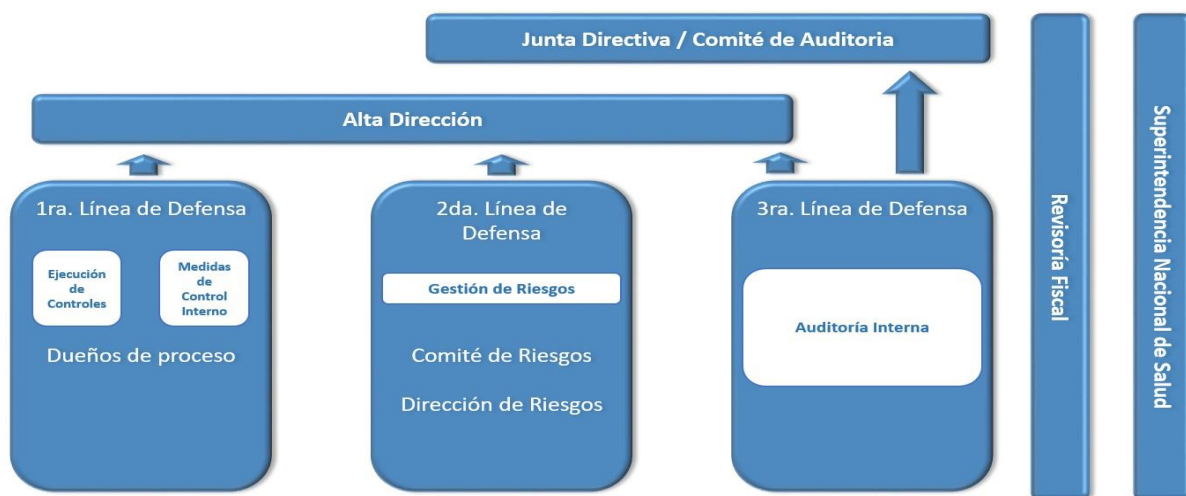 Junta Directiva / Comité de Auditoria
Alta Dirección
1ra. Línea de Defensa
Ejecución
de
Controles
Medidas
de
Control
Interno
Dueños de proceso
2da. Línea de
Defensa
Gestión de Riesgos
Comité de Riesgos
Dirección de Riesgos
3ra. Línea de Defensa
Auditoría Interna
Revisoría Fiscal
Superintendencia Nacional de Salud